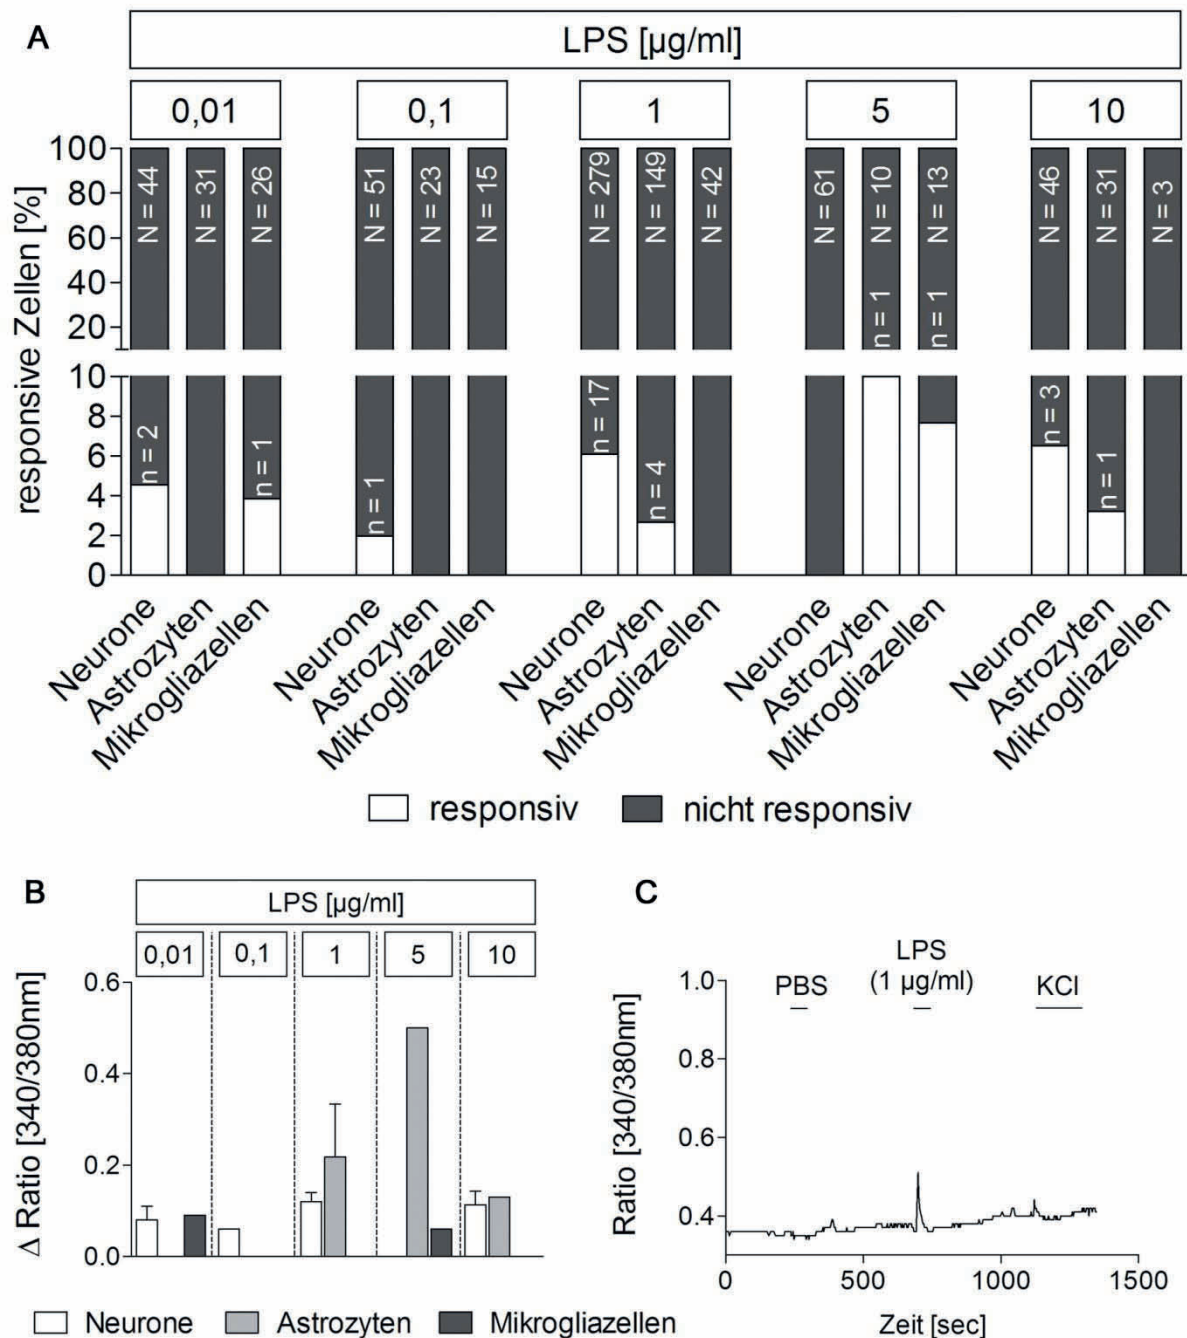 A
LPS [µg/ml]
0,01 0,1 1 5 10
responsive Zellen [%]
100
80
60
40
20
10
8
6
4
2
0
N = 44 N = 31 N = 26 N = 51 N = 23 N = 15 N = 279 N = 149 N = 42 N = 61 N = 10 N = 13 N = 46 N = 31 N = 3
n = 2 n = 1 n = 1 n = 17 n = 4 n = 1 n = 1 n = 3 n = 1
Neurone Astrozyten Mikrogliazellen Neurone Astrozyten Mikrogliazellen Neurone Astrozyten Mikrogliazellen Neurone Astrozyten Mikrogliazellen Neurone Astrozyten Mikrogliazellen
responsiv nicht responsiv
B
LPS [µg/ml]
0,01 0,1 1 5 10
Δ Ratio [340/380nm]
0.6
0.4
0.2
0.0
Neurone Astrozyten Mikrogliazellen
C
PBS LPS (1 µg/ml) KCl
Ratio [340/380nm]
1.0
0.8
0.6
0.4
0 500 1000 1500
Zeit [sec]